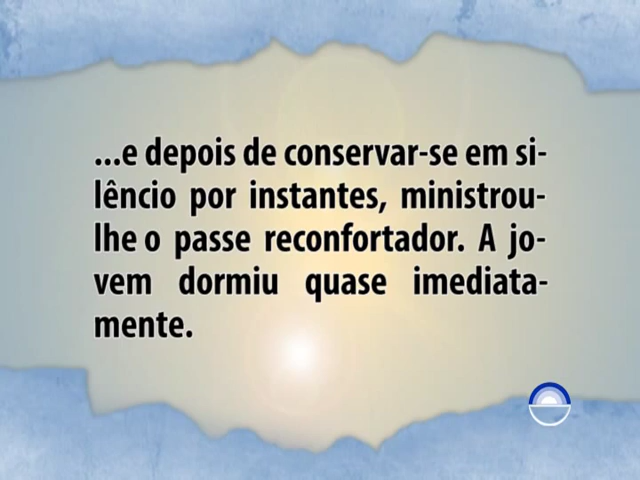 ...e depois de conservar-se em si-
lêncio por instantes, ministrou-
lhe o passe reconfortador. A jo-
vem dormiu quase imediata-
mente.